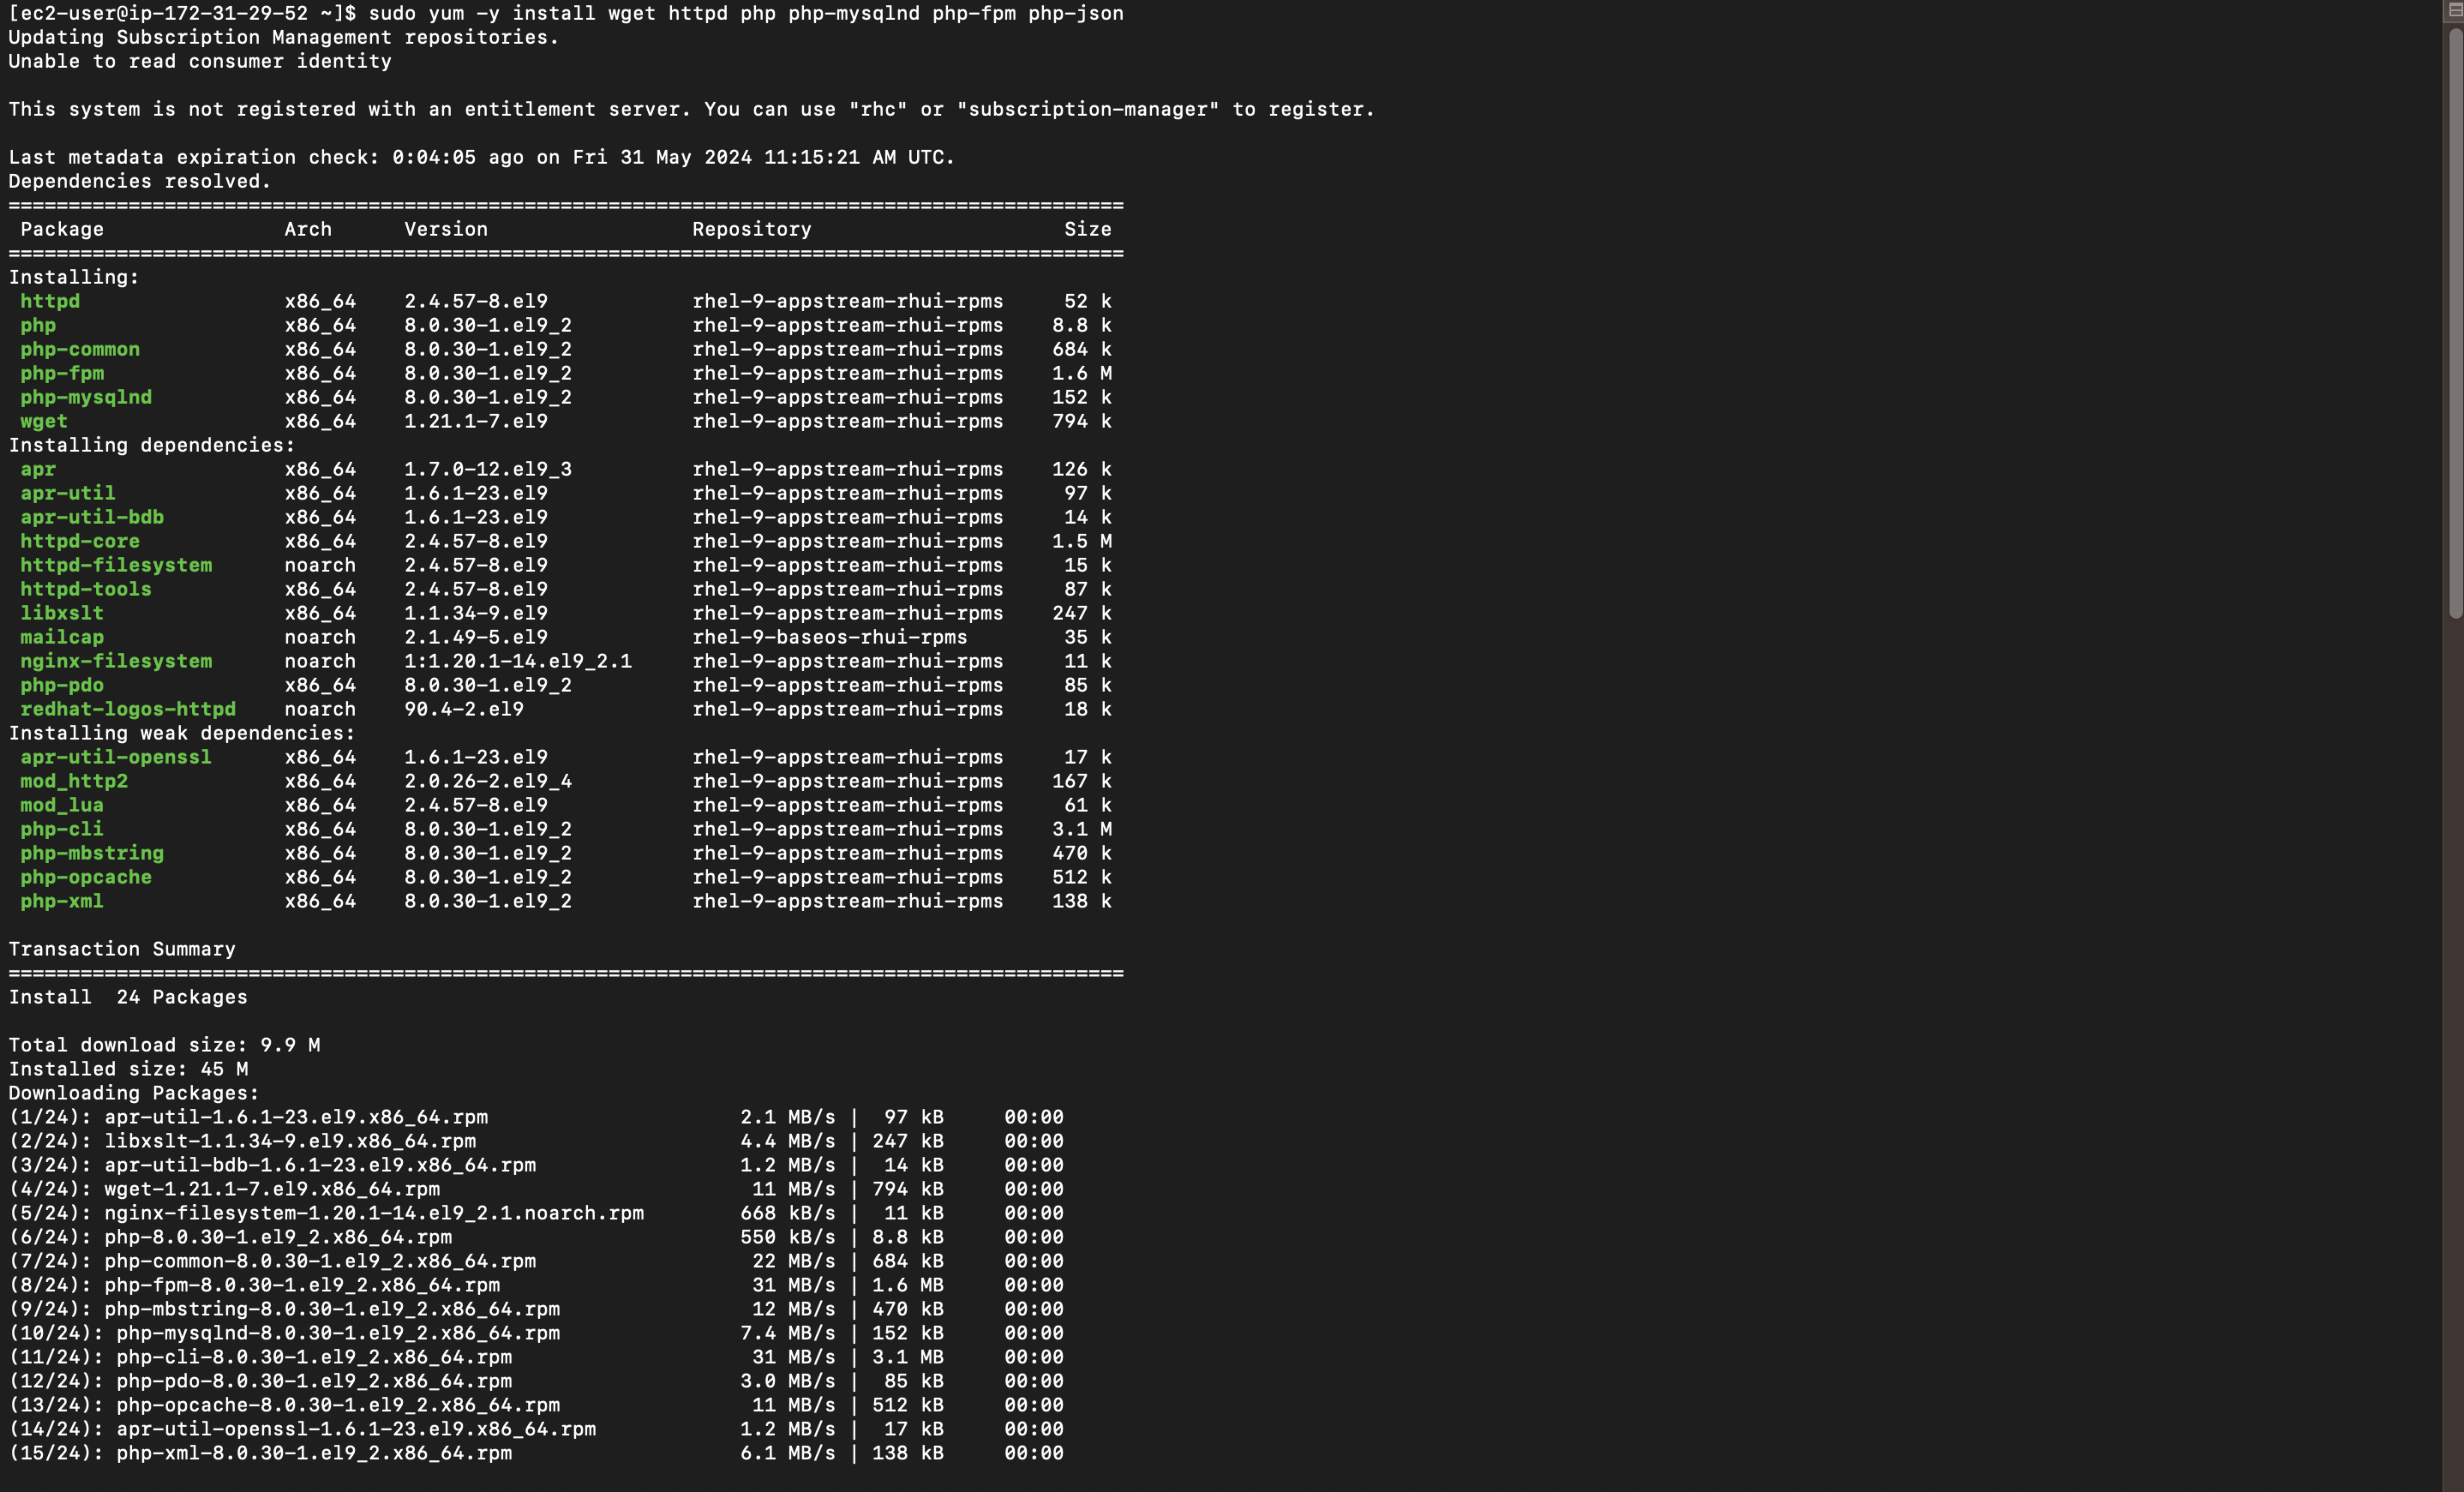 [ec2-user@ip-172-31-29-52 ~]$ sudo yum -y install wget httpd php php-mysqlnd php-fpm php-json
Updating Subscription Management repositories.
Unable to read consumer identity
This system is not registered with an entitlement server. You can use "rhc" or "subscription-manager" to register.
Last metadata expiration check: 0:04:05 ago on Fri 31 May 2024 11:15:21 AM UTC.
Dependencies resolved.
=============================================================================================
Package Arch Version Repository Size
=============================================================================================
Installing:
httpd x86_64 2.4.57-8.el9 rhel-9-appstream-rhui-rpms 52 k
php x86_64 8.0.30-1.el9_2 rhel-9-appstream-rhui-rpms 8.8 k
php-common x86_64 8.0.30-1.el9_2 rhel-9-appstream-rhui-rpms 684 k
php-fpm x86_64 8.0.30-1.el9_2 rhel-9-appstream-rhui-rpms 1.6 M
php-mysqlnd x86_64 8.0.30-1.el9_2 rhel-9-appstream-rhui-rpms 152 k
wget x86_64 1.21.1-7.el9 rhel-9-appstream-rhui-rpms 794 k
Installing dependencies:
apr x86_64 1.7.0-12.el9_3 rhel-9-appstream-rhui-rpms 126 k
apr-util x86_64 1.6.1-23.el9 rhel-9-appstream-rhui-rpms 97 k
apr-util-bdb x86_64 1.6.1-23.el9 rhel-9-appstream-rhui-rpms 14 k
httpd-core x86_64 2.4.57-8.el9 rhel-9-appstream-rhui-rpms 1.5 M
httpd-filesystem noarch 2.4.57-8.el9 rhel-9-appstream-rhui-rpms 15 k
httpd-tools x86_64 2.4.57-8.el9 rhel-9-appstream-rhui-rpms 87 k
libxslt x86_64 1.1.34-9.el9 rhel-9-appstream-rhui-rpms 247 k
mailcap noarch 2.1.49-5.el9 rhel-9-baseos-rhui-rpms 35 k
nginx-filesystem noarch 1:1.20.1-14.el9_2.1 rhel-9-appstream-rhui-rpms 11 k
php-pdo x86_64 8.0.30-1.el9_2 rhel-9-appstream-rhui-rpms 85 k
redhat-logos-httpd noarch 90.4-2.el9 rhel-9-appstream-rhui-rpms 18 k
Installing weak dependencies:
apr-util-openssl x86_64 1.6.1-23.el9 rhel-9-appstream-rhui-rpms 17 k
mod_http2 x86_64 2.0.26-2.el9_4 rhel-9-appstream-rhui-rpms 167 k
mod_lua x86_64 2.4.57-8.el9 rhel-9-appstream-rhui-rpms 61 k
php-cli x86_64 8.0.30-1.el9_2 rhel-9-appstream-rhui-rpms 3.1 M
php-mbstring x86_64 8.0.30-1.el9_2 rhel-9-appstream-rhui-rpms 470 k
php-opcache x86_64 8.0.30-1.el9_2 rhel-9-appstream-rhui-rpms 512 k
php-xml x86_64 8.0.30-1.el9_2 rhel-9-appstream-rhui-rpms 138 k
Transaction Summary
=============================================================================================
Install 24 Packages
Total download size: 9.9 M
Installed size: 45 M
Downloading Packages:
(1/24): apr-util-1.6.1-23.el9.x86_64.rpm 2.1 MB/s | 97 kB 00:00
(2/24): libxslt-1.1.34-9.el9.x86_64.rpm 4.4 MB/s | 247 kB 00:00
(3/24): apr-util-bdb-1.6.1-23.el9.x86_64.rpm 1.2 MB/s | 14 kB 00:00
(4/24): wget-1.21.1-7.el9.x86_64.rpm 11 MB/s | 794 kB 00:00
(5/24): nginx-filesystem-1.20.1-14.el9_2.1.noarch.rpm 668 kB/s | 11 kB 00:00
(6/24): php-8.0.30-1.el9_2.x86_64.rpm 550 kB/s | 8.8 kB 00:00
(7/24): php-common-8.0.30-1.el9_2.x86_64.rpm 22 MB/s | 684 kB 00:00
(8/24): php-fpm-8.0.30-1.el9_2.x86_64.rpm 31 MB/s | 1.6 MB 00:00
(9/24): php-mbstring-8.0.30-1.el9_2.x86_64.rpm 12 MB/s | 470 kB 00:00
(10/24): php-mysqlnd-8.0.30-1.el9_2.x86_64.rpm 7.4 MB/s | 152 kB 00:00
(11/24): php-cli-8.0.30-1.el9_2.x86_64.rpm 31 MB/s | 3.1 MB 00:00
(12/24): php-pdo-8.0.30-1.el9_2.x86_64.rpm 3.0 MB/s | 85 kB 00:00
(13/24): php-opcache-8.0.30-1.el9_2.x86_64.rpm 11 MB/s | 512 kB 00:00
(14/24): apr-util-openssl-1.6.1-23.el9.x86_64.rpm 1.2 MB/s | 17 kB 00:00
(15/24): php-xml-8.0.30-1.el9_2.x86_64.rpm 6.1 MB/s | 138 kB 00:00